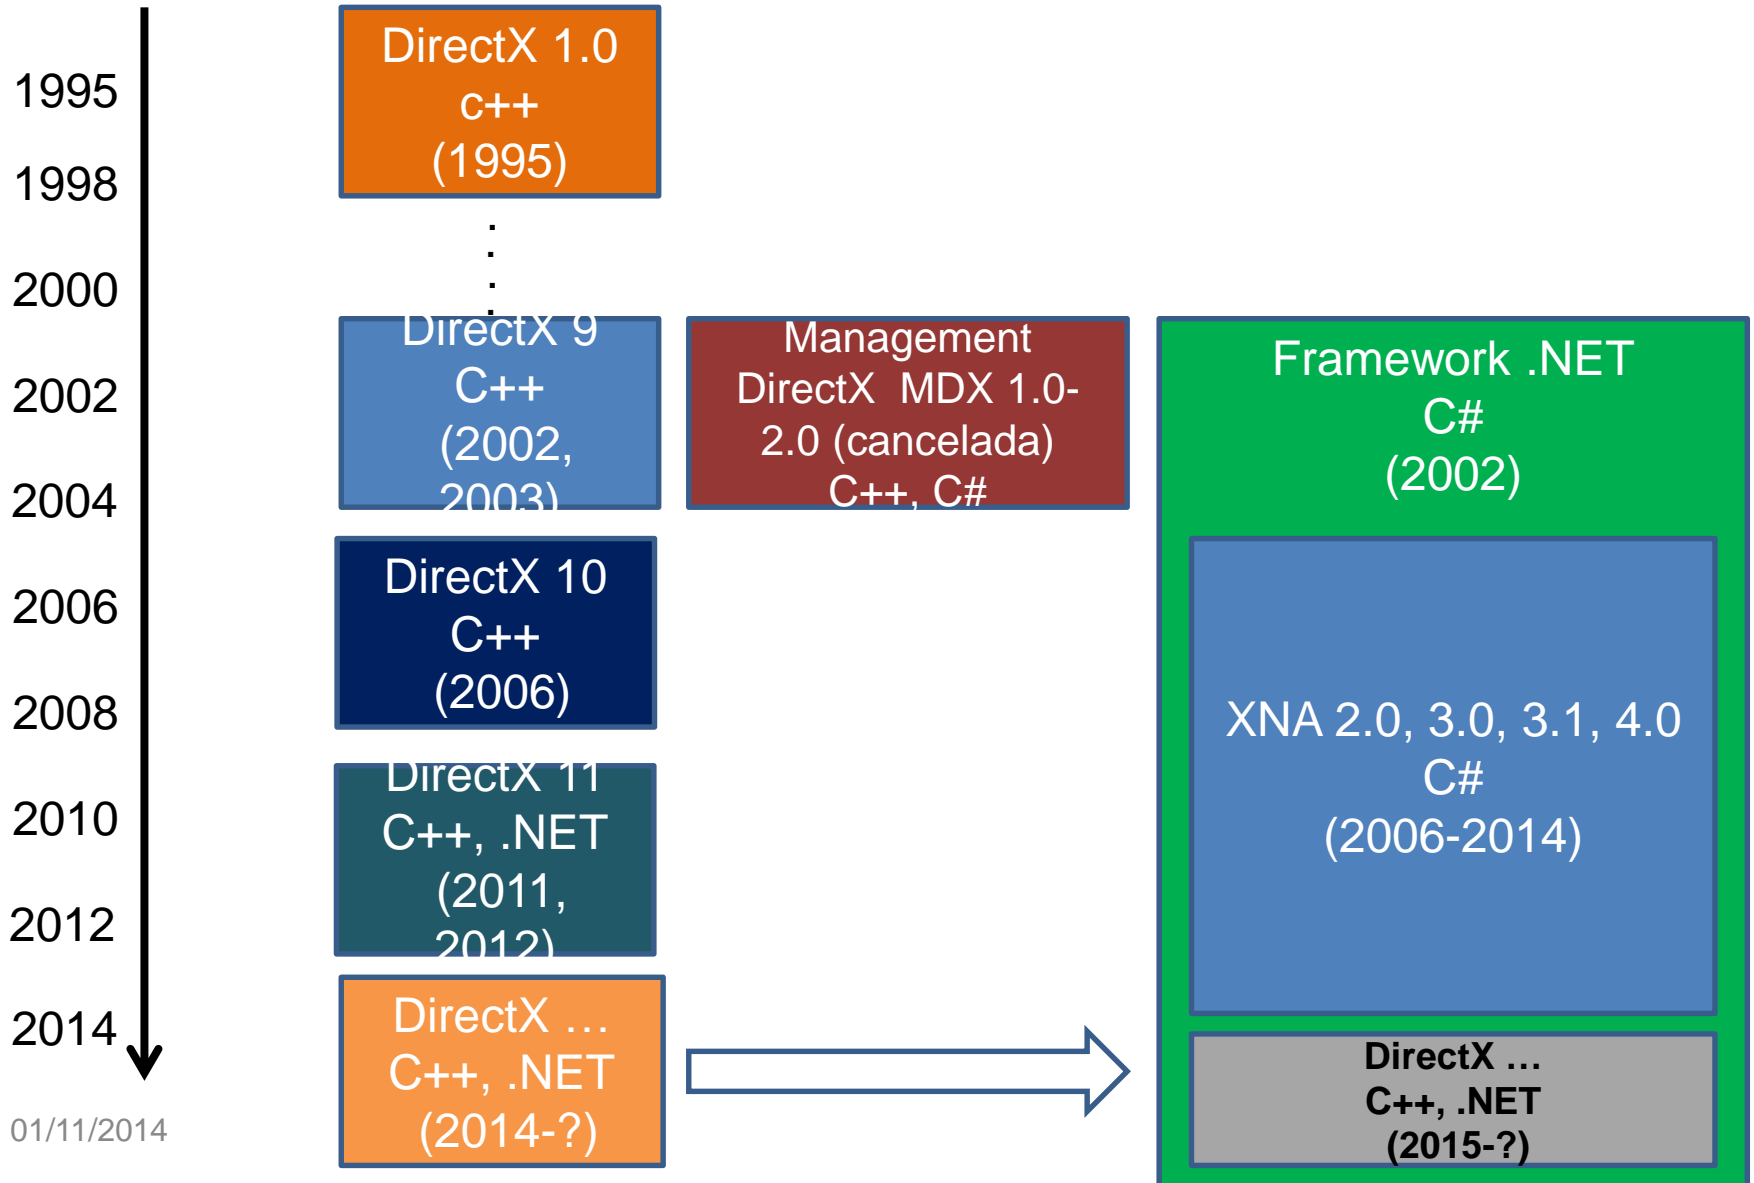 1995
1998
2000
2002
2004
2006
2008
2010
2012
2014
01/11/2014
DirectX 1.0
c++
(1995)
.
.
.
.
DirectX 9
C++
(2002,
2003)
Management
DirectX MDX 1.0-
2.0 (cancelada)
C++, C#
Framework .NET
C#
(2002)
DirectX 10
C++
(2006)
XNA 2.0, 3.0, 3.1, 4.0
C#
(2006-2014)
DirectX 11
C++, .NET
(2011,
2012)
DirectX …
C++, .NET
(2014-?)
DirectX …
C++, .NET
(2015-?)